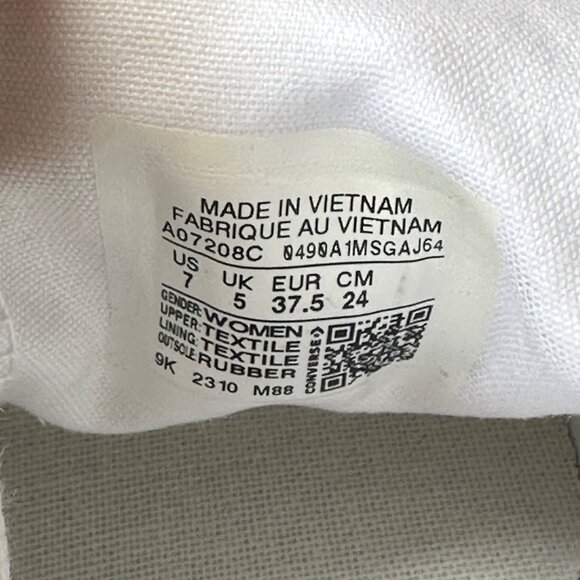 MADE IN VIETNAM
FABRIQUE AU VIETNAM
A07208C 0490A1MSGAJ64
US UK EUR CM
7 5 37.5 24
GENDER: WOMEN
UPPER: TEXTILE
LINING: TEXTILE
OUTSOLE: RUBBER
9K 2310 M88
CONVERSE